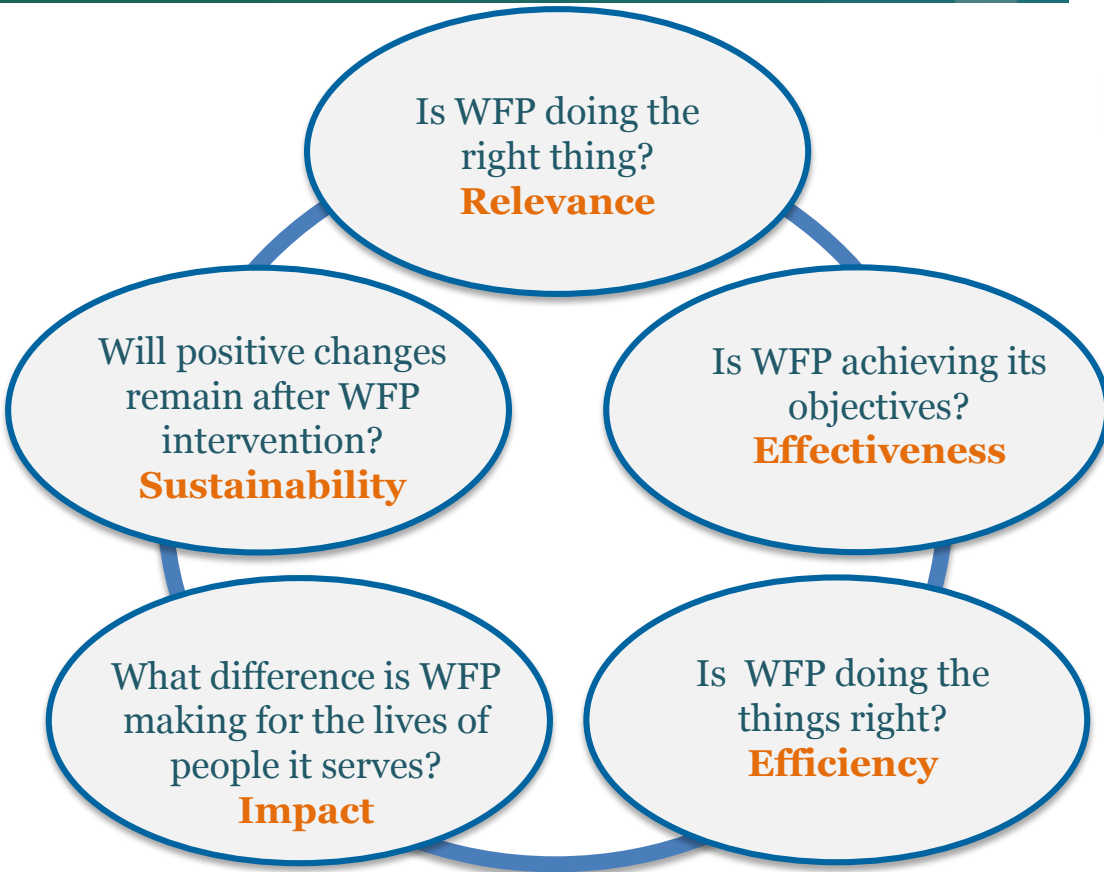 Is WFP doing the
right thing?
Relevance
Is WFP achieving its
objectives?
Effectiveness
Is  WFP doing the
things right?
Efficiency
What difference is WFP
making for the lives of
people it serves?
Impact
Will positive changes
remain after WFP
intervention?
Sustainability